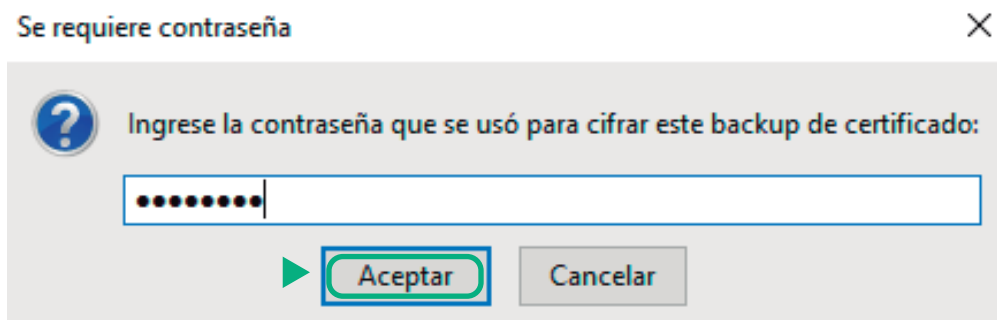 Se requiere contraseña
Ingrese la contraseña que se usó para cifrar este backup de certificado:
••••••••
Aceptar
Cancelar